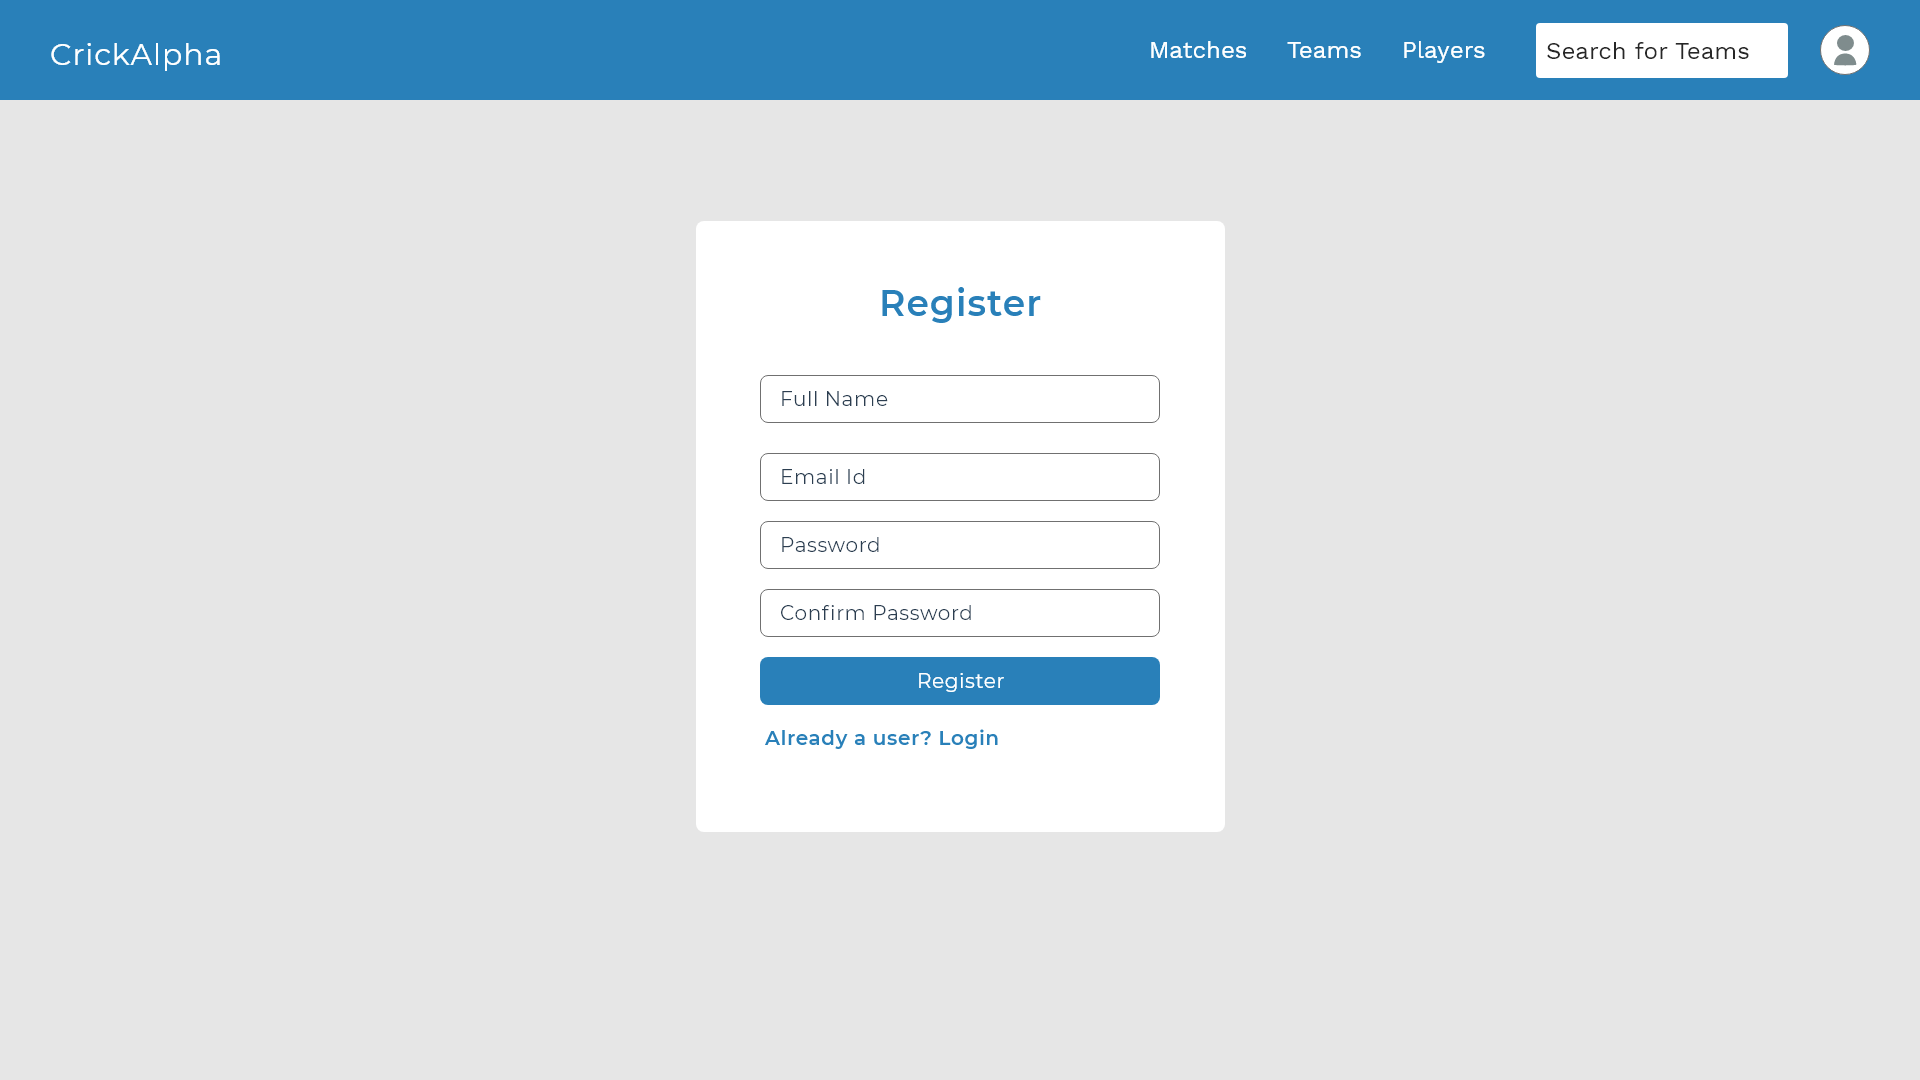 CrickAlpha
Matches Teams Players Search for Teams
Register
Full Name
Email Id
Password
Confirm Password
Register
Already a user? Login